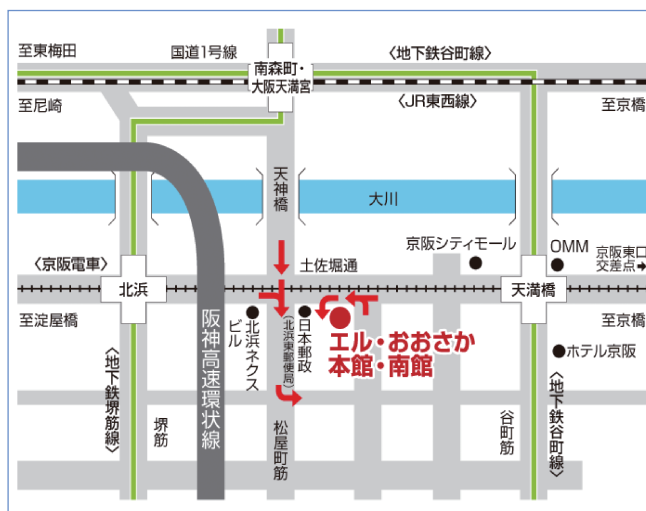 至東梅田
国道1号線
〈地下鉄谷町線〉
南森町・
大阪天満宮
〈JR東西線〉
至尼崎
至京橋
天神橋
大川
京阪シティモール
OMM
京阪東口
交差点➡
〈京阪電車〉
土佐堀通
北浜
天満橋
至淀屋橋
至京橋
北浜ネクス
ビル
日本郵政
(北浜東郵便局)
エル・おおさか
本館・南館
ホテル京阪
阪神高速環状線
〈地下鉄堺筋線〉
堺筋
松屋町筋
谷町筋
〈地下鉄谷町線〉